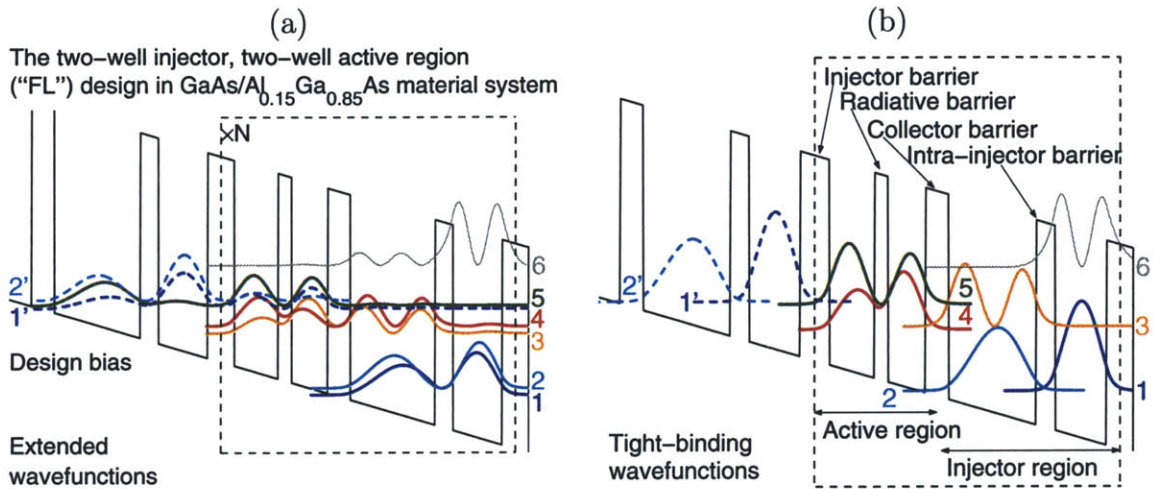 (a)
The two-well injector, two-well active region
("FL") design in GaAs/Al0.15Ga0.85As material system
×N
2'
1'
6
5
4
3
2
1
Design bias
Extended
wavefunctions
(b)
Injector barrier
Radiative barrier
Collector barrier
Intra-injector barrier
2'
1'
6
5
4
3
2
1
Active region
Injector region
Tight-binding
wavefunctions